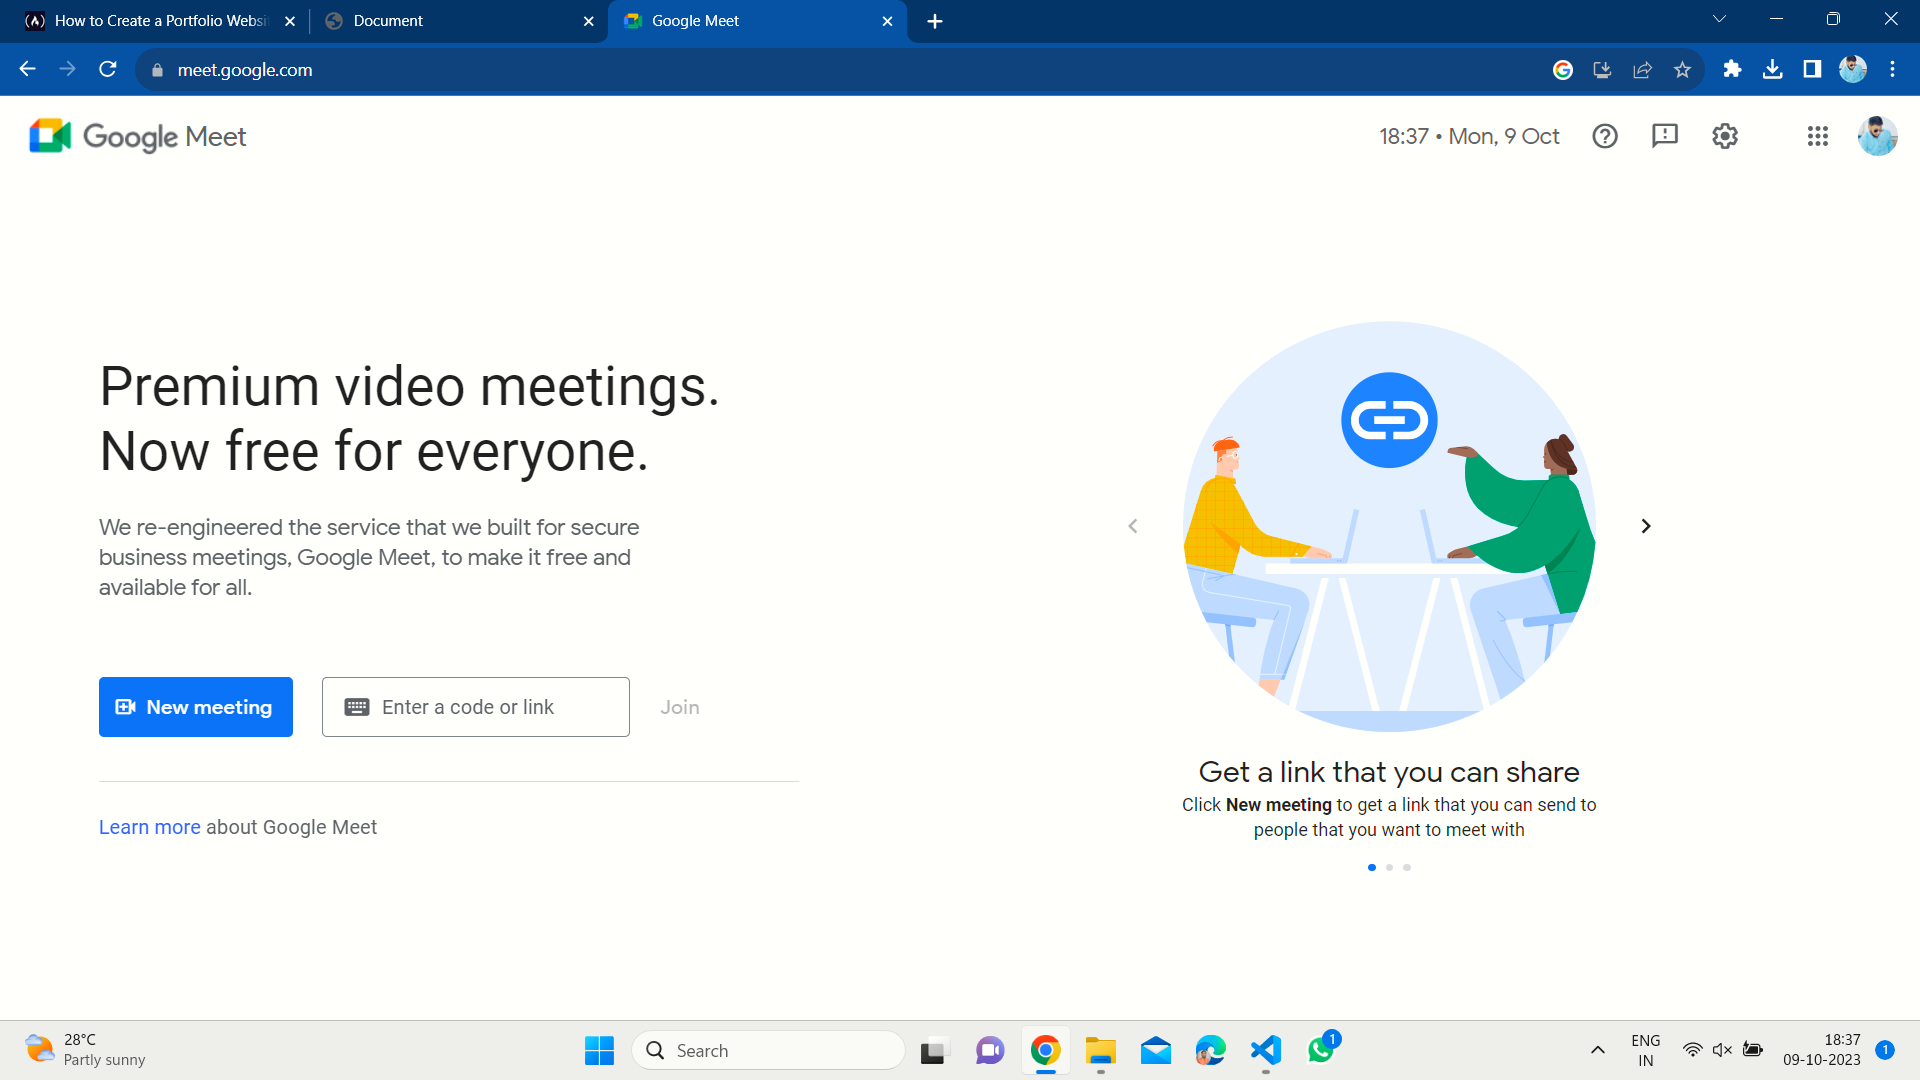 How to Create a Portfolio Websi
Document
Google Meet
meet.google.com
Google Meet
18:37 • Mon, 9 Oct
Premium video meetings.
Now free for everyone.
We re-engineered the service that we built for secure
business meetings, Google Meet, to make it free and
available for all.
New meeting
Enter a code or link
Join
Learn more about Google Meet
Get a link that you can share
Click New meeting to get a link that you can send to
people that you want to meet with
28°C
Partly sunny
Search
1
ENG
IN
18:37
09-10-2023
1